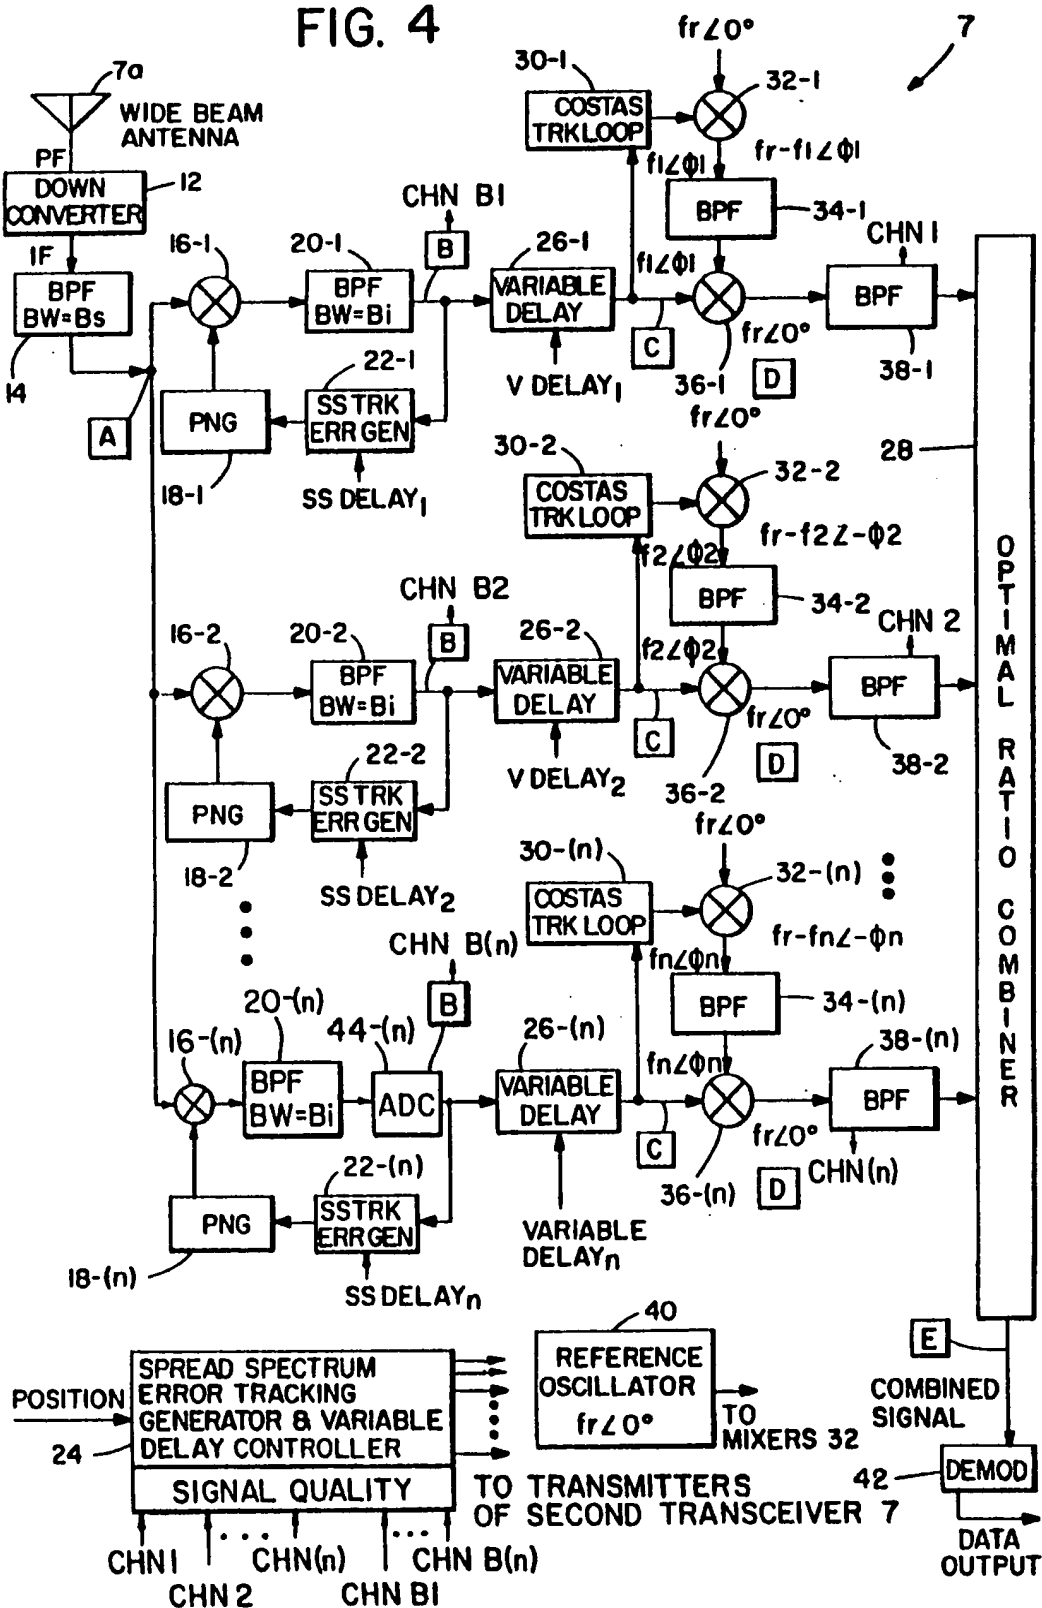 FIG. 4
7
7a
WIDE BEAM
ANTENNA
PF
DOWN
CONVERTER
12
IF
BPF
BW=Bs
14
A
16-1
20-1
BPF
BW=Bi
CHN B1
B
26-1
VARIABLE
DELAY
V DELAY1
PNG
18-1
22-1
SS TRK
ERR GEN
SS DELAY1
30-1
COSTAS
TRK LOOP
fr∠0°
32-1
fr-f1∠ϕ1
f1∠ϕ1
BPF
34-1
f1∠ϕ1
C
fr∠0°
36-1
D
CHN 1
BPF
38-1
16-2
20-2
BPF
BW=Bi
CHN B2
B
26-2
VARIABLE
DELAY
V DELAY2
PNG
18-2
22-2
SS TRK
ERR GEN
SS DELAY2
30-2
COSTAS
TRK LOOP
fr∠0°
32-2
fr-f2∠-ϕ2
f2∠ϕ2
BPF
34-2
f2∠ϕ2
C
fr∠0°
36-2
D
CHN 2
BPF
38-2
16-(n)
20-(n)
BPF
BW=Bi
44-(n)
ADC
CHN B(n)
B
26-(n)
VARIABLE
DELAY
VARIABLE
DELAYn
PNG
18-(n)
22-(n)
SS TRK
ERR GEN
SS DELAYn
30-(n)
COSTAS
TRK LOOP
fr∠0°
32-(n)
fr-fn∠-ϕn
fn∠ϕn
BPF
34-(n)
fn∠ϕn
C
fr∠0°
36-(n)
D
38-(n)
BPF
CHN(n)
28
OPTIMAL RATIO COMBINER
E
COMBINED
SIGNAL
42
DEMOD
DATA
OUTPUT
POSITION
24
SPREAD SPECTRUM
ERROR TRACKING
GENERATOR & VARIABLE
DELAY CONTROLLER
SIGNAL QUALITY
CHN1
CHN 2
CHN(n)
CHN B1
CHN B(n)
TO TRANSMITTERS
OF SECOND TRANSCEIVER 7
40
REFERENCE
OSCILLATOR
fr∠0°
TO
MIXERS 32